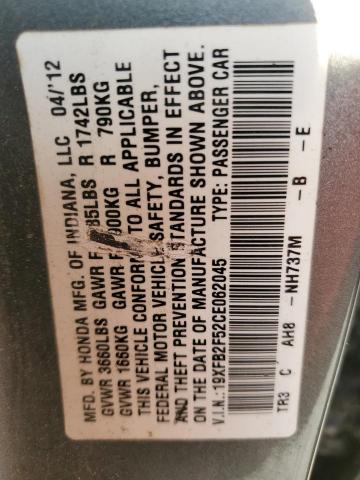 MFD. BY HONDA MFG. OF INDIANA, LLC 04/'12
GVWR 3660LBS GAWR F 85LBS R 1742LBS
GVWR 1660KG GAWR F 00KG R 790KG
THIS VEHICLE CONFORMS TO ALL APPLICABLE
FEDERAL MOTOR VEHICLE SAFETY, BUMPER,
AND THEFT PREVENTION STANDARDS IN EFFECT
ON THE DATE OF MANUFACTURE SHOWN ABOVE.
V.I.N.:19XFB2F52CE062045 TYPE: PASSENGER CAR
TR3 C AH8 -NH737M -B -E